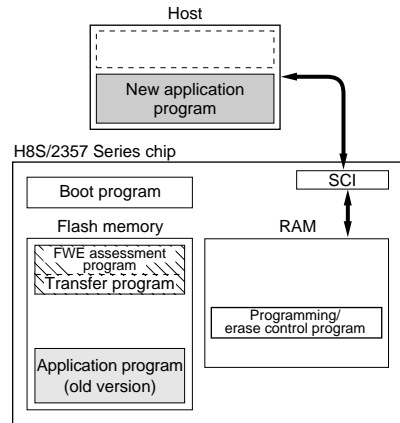 Host
New application
program
H8S/2357 Series chip
SCI
Boot program
Flash memory
RAM
FWE assessment
program
Transfer program
Programming/
erase control program
Application program
(old version)